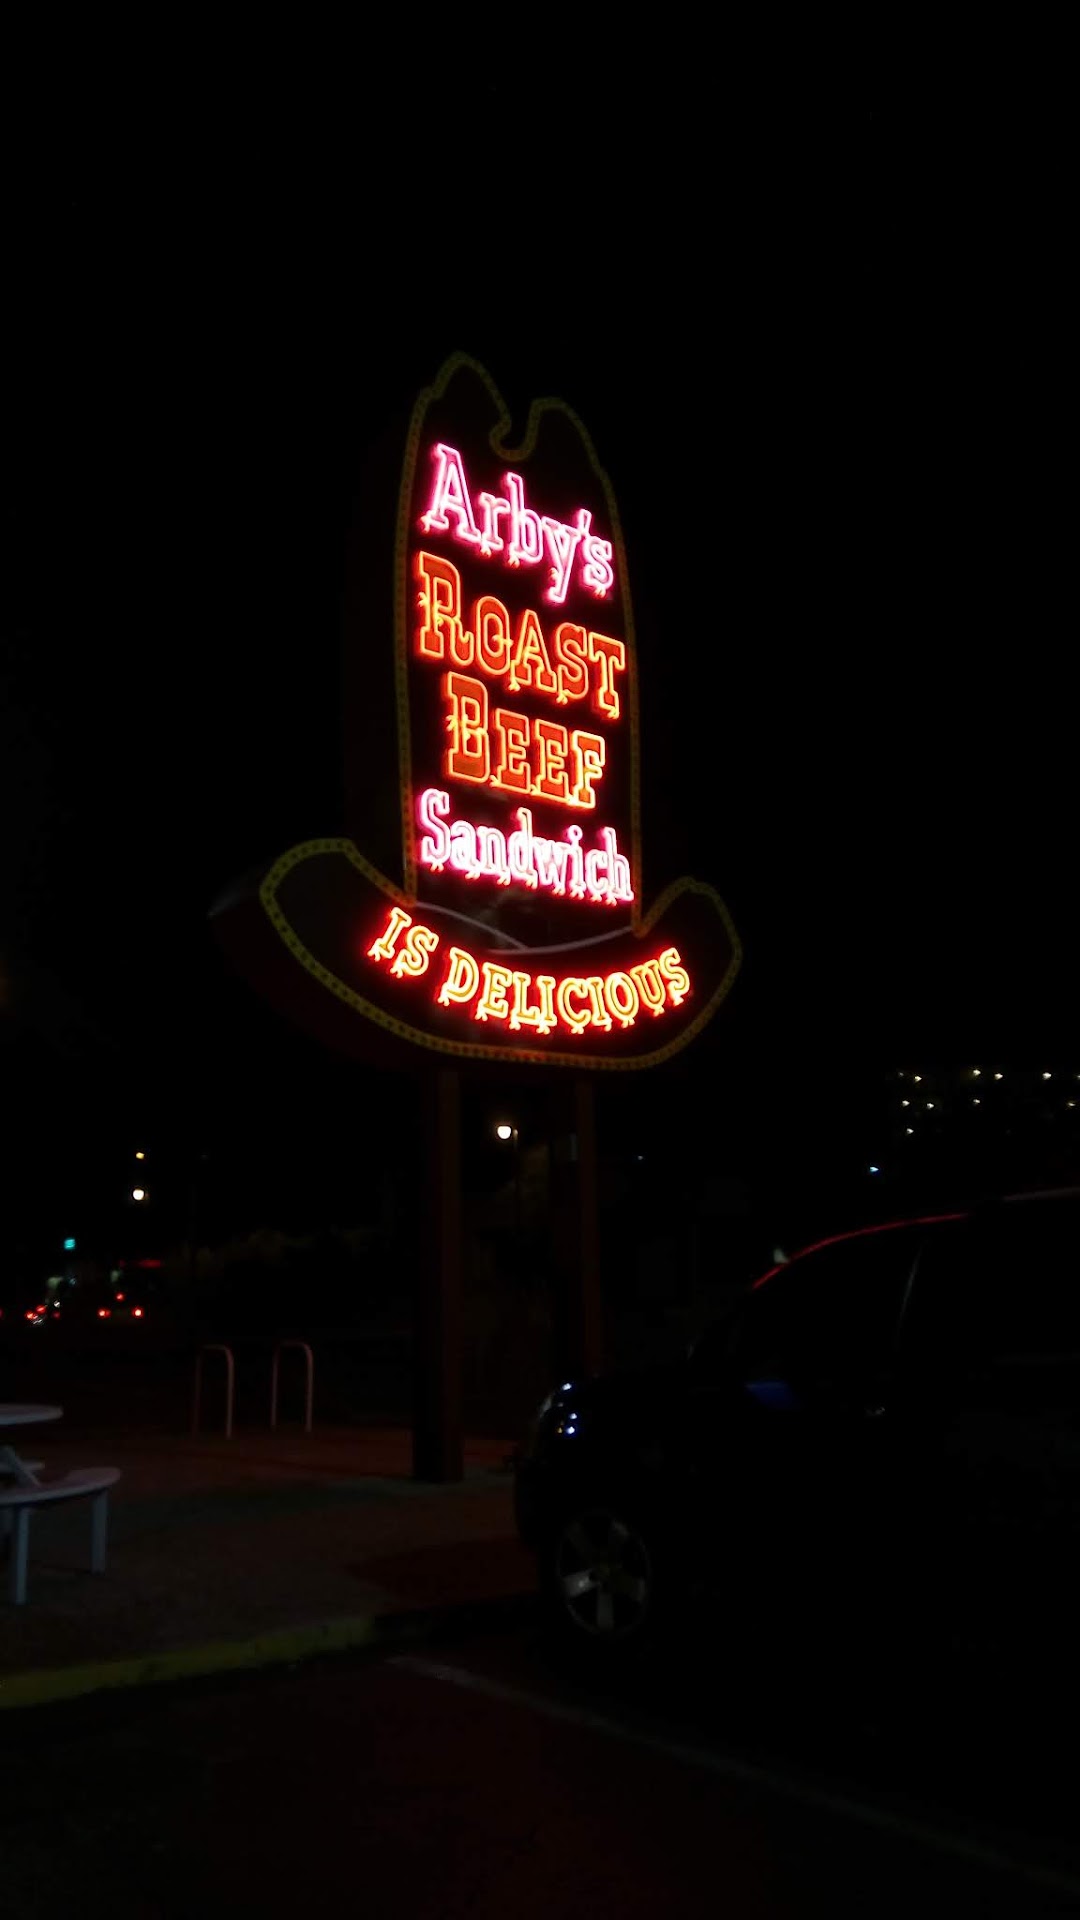 Arby's
ROAST
BEEF
Sandwich
IS DELICIOUS